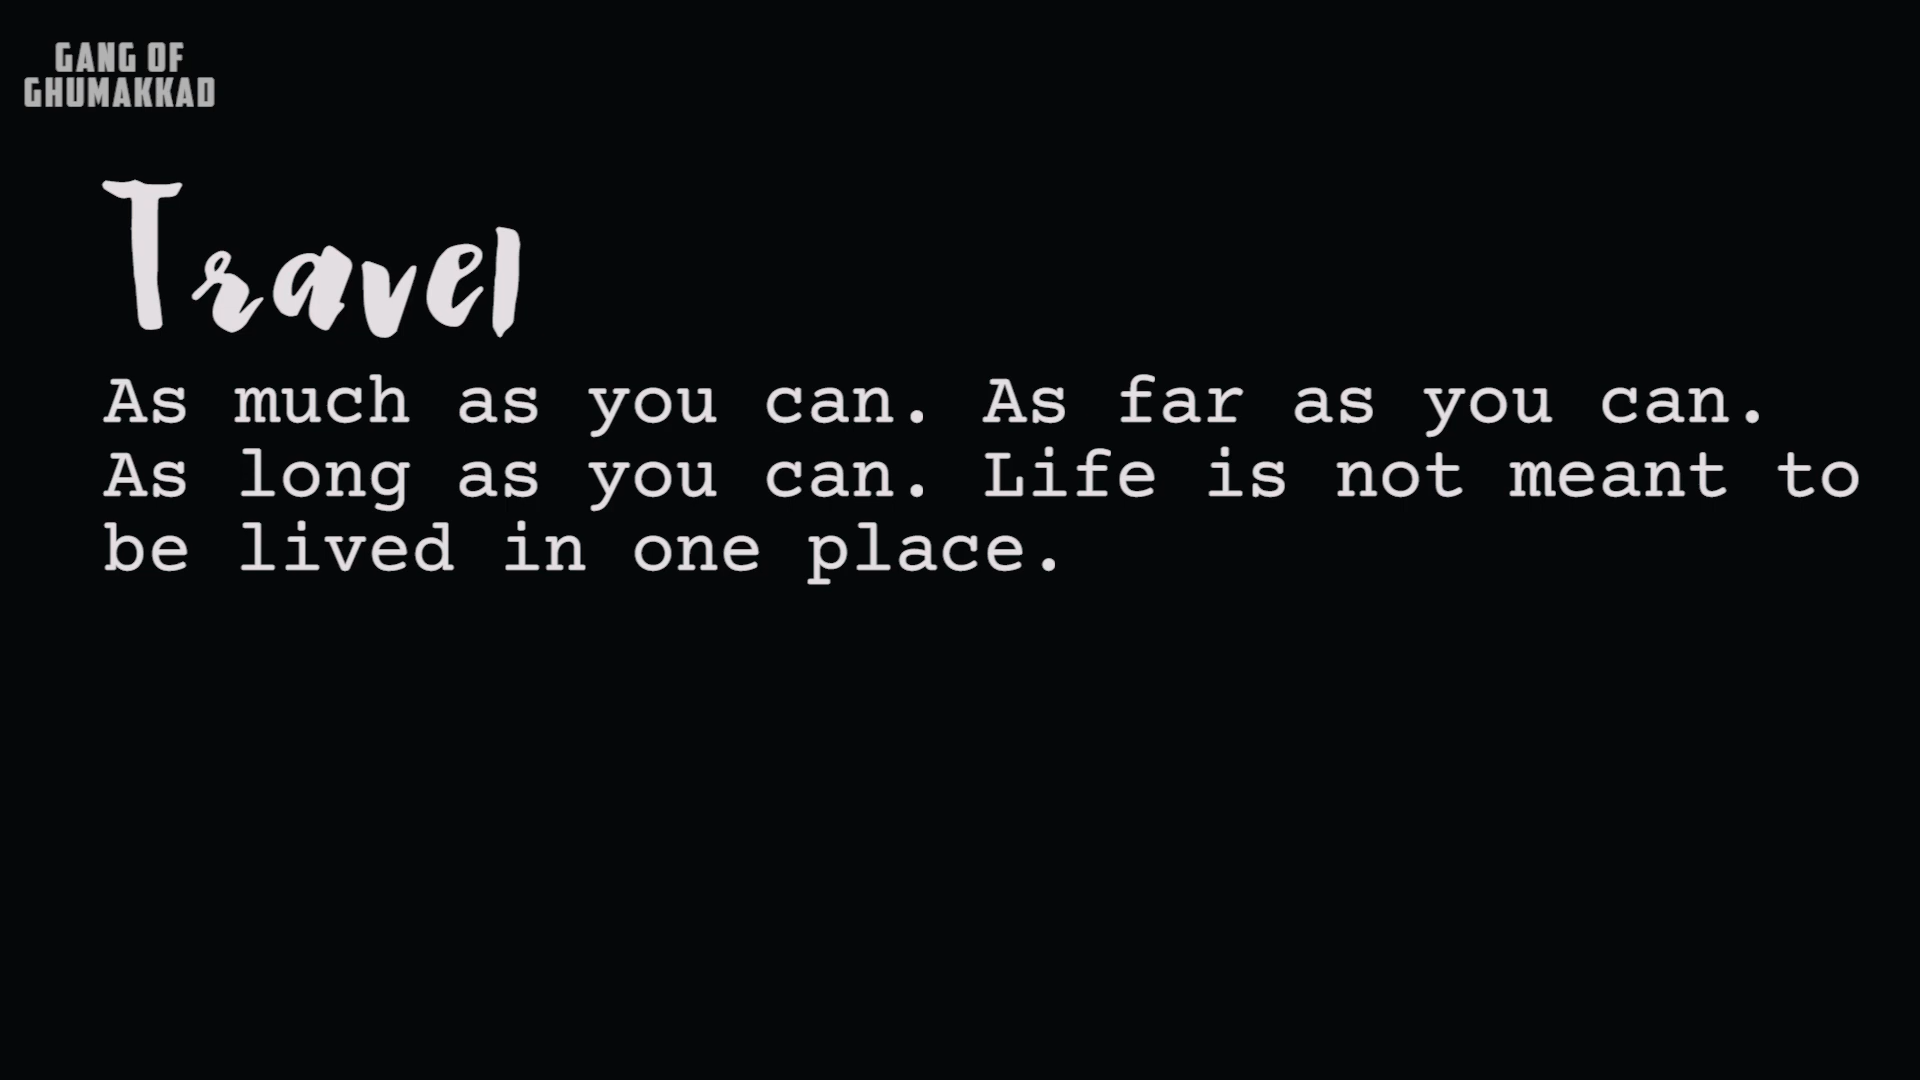 GANG OF
GHUMAKKAD
Travel
As much as you can. As far as you can.
As long as you can. Life is not meant to
be lived in one place.